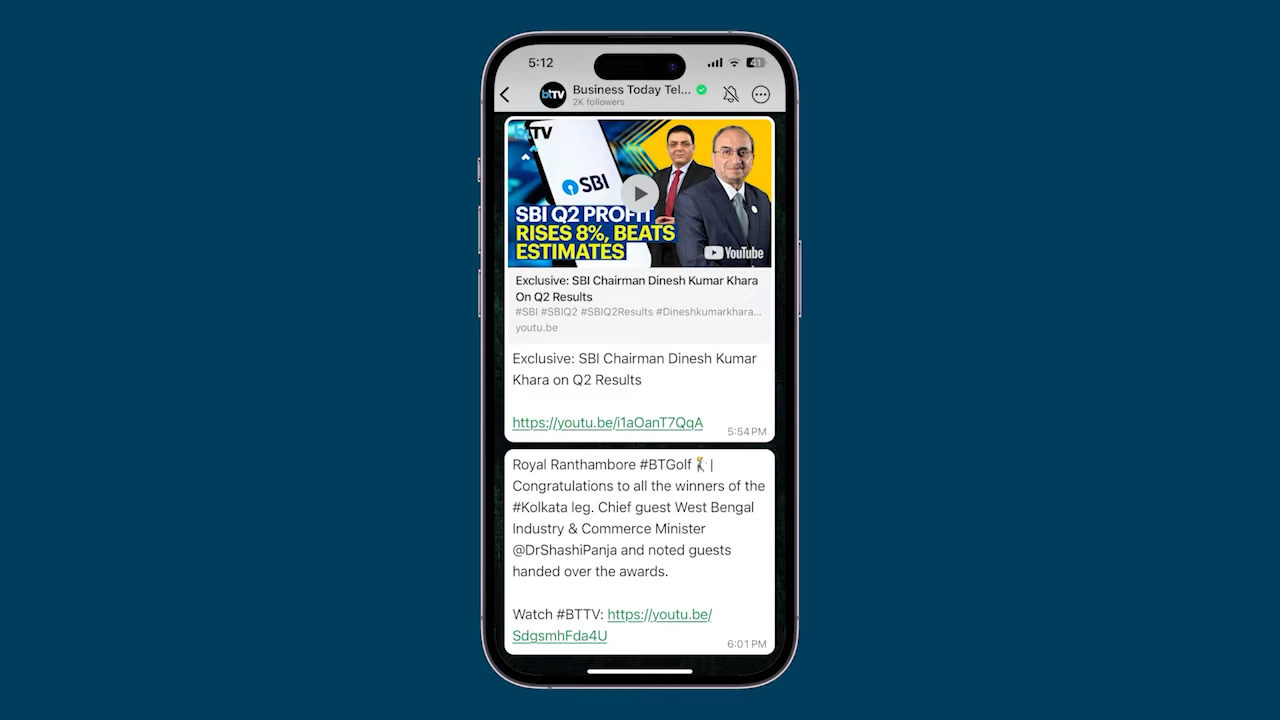 5:12
41
btTV
Business Today Tel...
2K followers
btTV
SBI
SBI Q2 PROFIT
RISES 8%, BEATS
ESTIMATES
YouTube
Exclusive: SBI Chairman Dinesh Kumar Khara
On Q2 Results
#SBI #SBIQ2 #SBIQ2Results #Dineshkumarkhara...
youtu.be
Exclusive: SBI Chairman Dinesh Kumar
Khara on Q2 Results
https://youtu.be/i1aOanT7QqA
5:54 PM
Royal Ranthambore #BTGolf🏌|
Congratulations to all the winners of the
#Kolkata leg. Chief guest West Bengal
Industry & Commerce Minister
@DrShashiPanja and noted guests
handed over the awards.
Watch #BTTV: https://youtu.be/
SdgsmhFda4U
6:01 PM